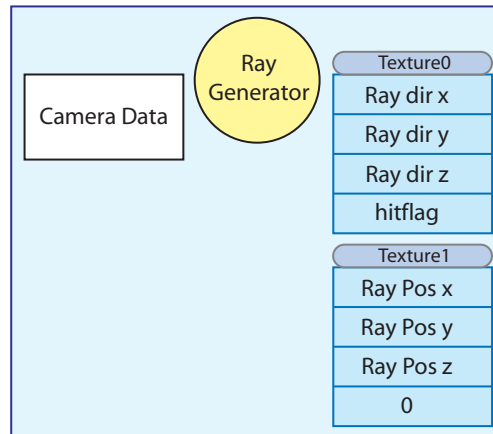 Camera Data
Ray
Generator
Texture0
Ray dir x
Ray dir y
Ray dir z
hitflag
Texture1
Ray Pos x
Ray Pos y
Ray Pos z
0